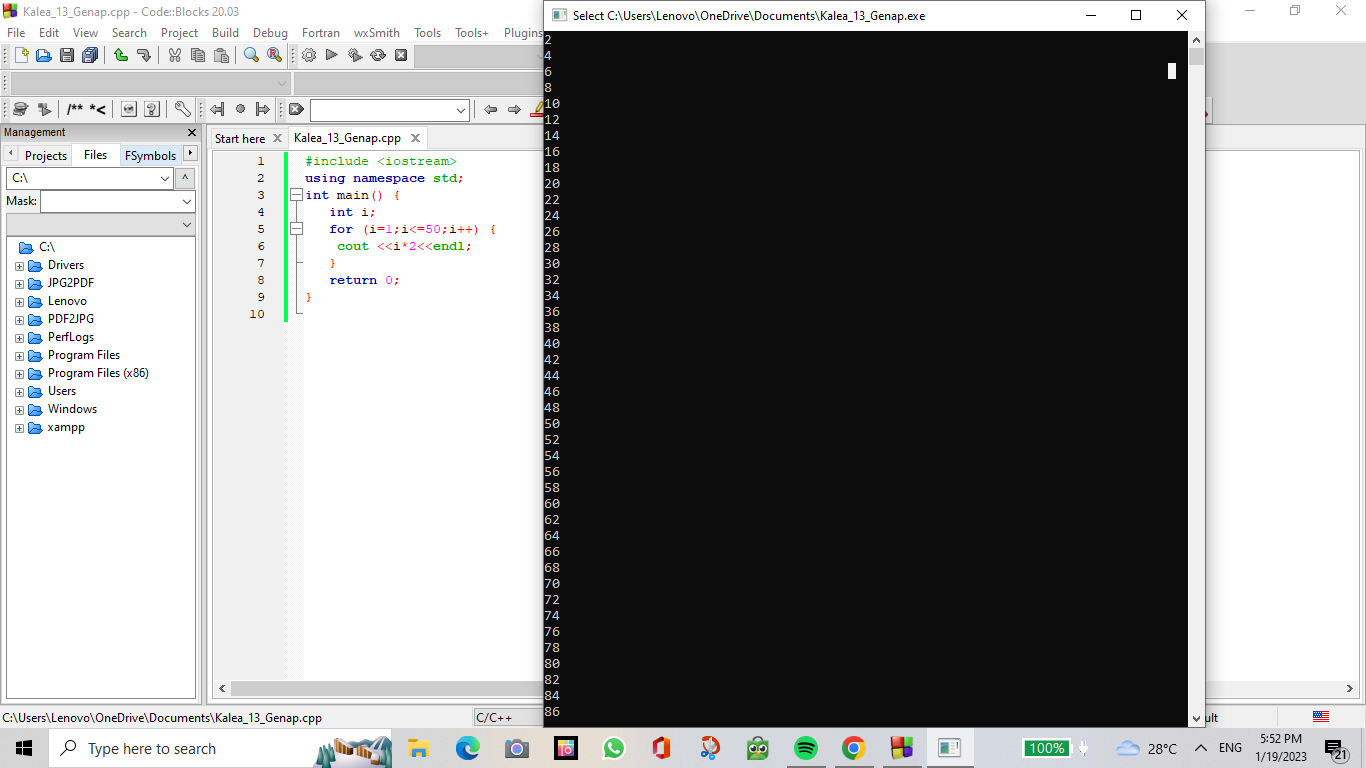 Kalea_13_Genap.cpp - Code::Blocks 20.03
File Edit View Search Project Build Debug Fortran wxSmith Tools Tools+ Plugins
/** *<
Management
Projects Files FSymbols
C:\
^
Mask:
C:\
Drivers
JPG2PDF
Lenovo
PDF2JPG
PerfLogs
Program Files
Program Files (x86)
Users
Windows
xampp
Start here Kalea_13_Genap.cpp
1 #include <iostream>
2 using namespace std;
3 int main() {
4 int i;
5 for (i=1;i<=50;i++) {
6 cout <<i*2<<endl;
7 }
8 return 0;
9 }
10
Select C:\Users\Lenovo\OneDrive\Documents\Kalea_13_Genap.exe
2
4
6
8
10
12
14
16
18
20
22
24
26
28
30
32
34
36
38
40
42
44
46
48
50
52
54
56
58
60
62
64
66
68
70
72
74
76
78
80
82
84
86
C:\Users\Lenovo\OneDrive\Documents\Kalea_13_Genap.cpp C/C++ ult
Type here to search
100% 28°C ENG 5:52 PM
1/19/2023
21